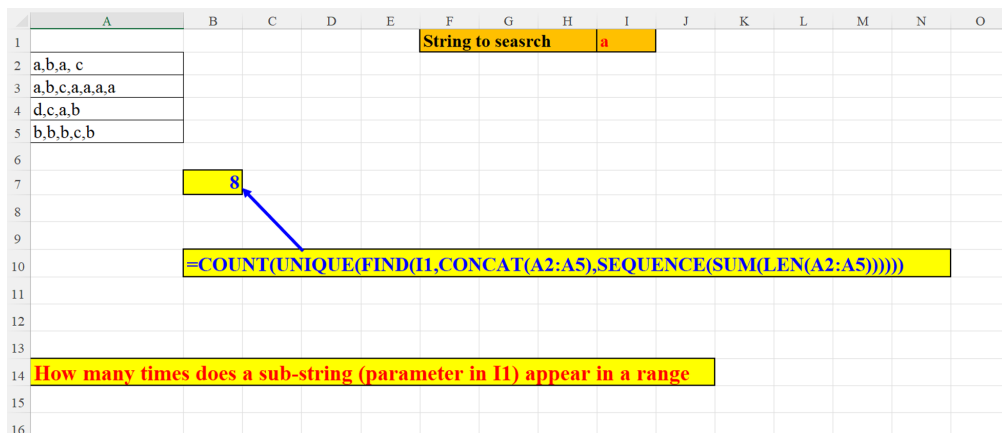 A B C D E F G H I J K L M N O
1 String to seasrch a
2 a,b,a, c
3 a,b,c,a,a,a,a
4 d,c,a,b
5 b,b,b,c,b
6
7 8
8
9
10 =COUNT(UNIQUE(FIND(I1,CONCAT(A2:A5),SEQUENCE(SUM(LEN(A2:A5))))))
11
12
13
14 How many times does a sub-string (parameter in I1) appear in a range
15
16